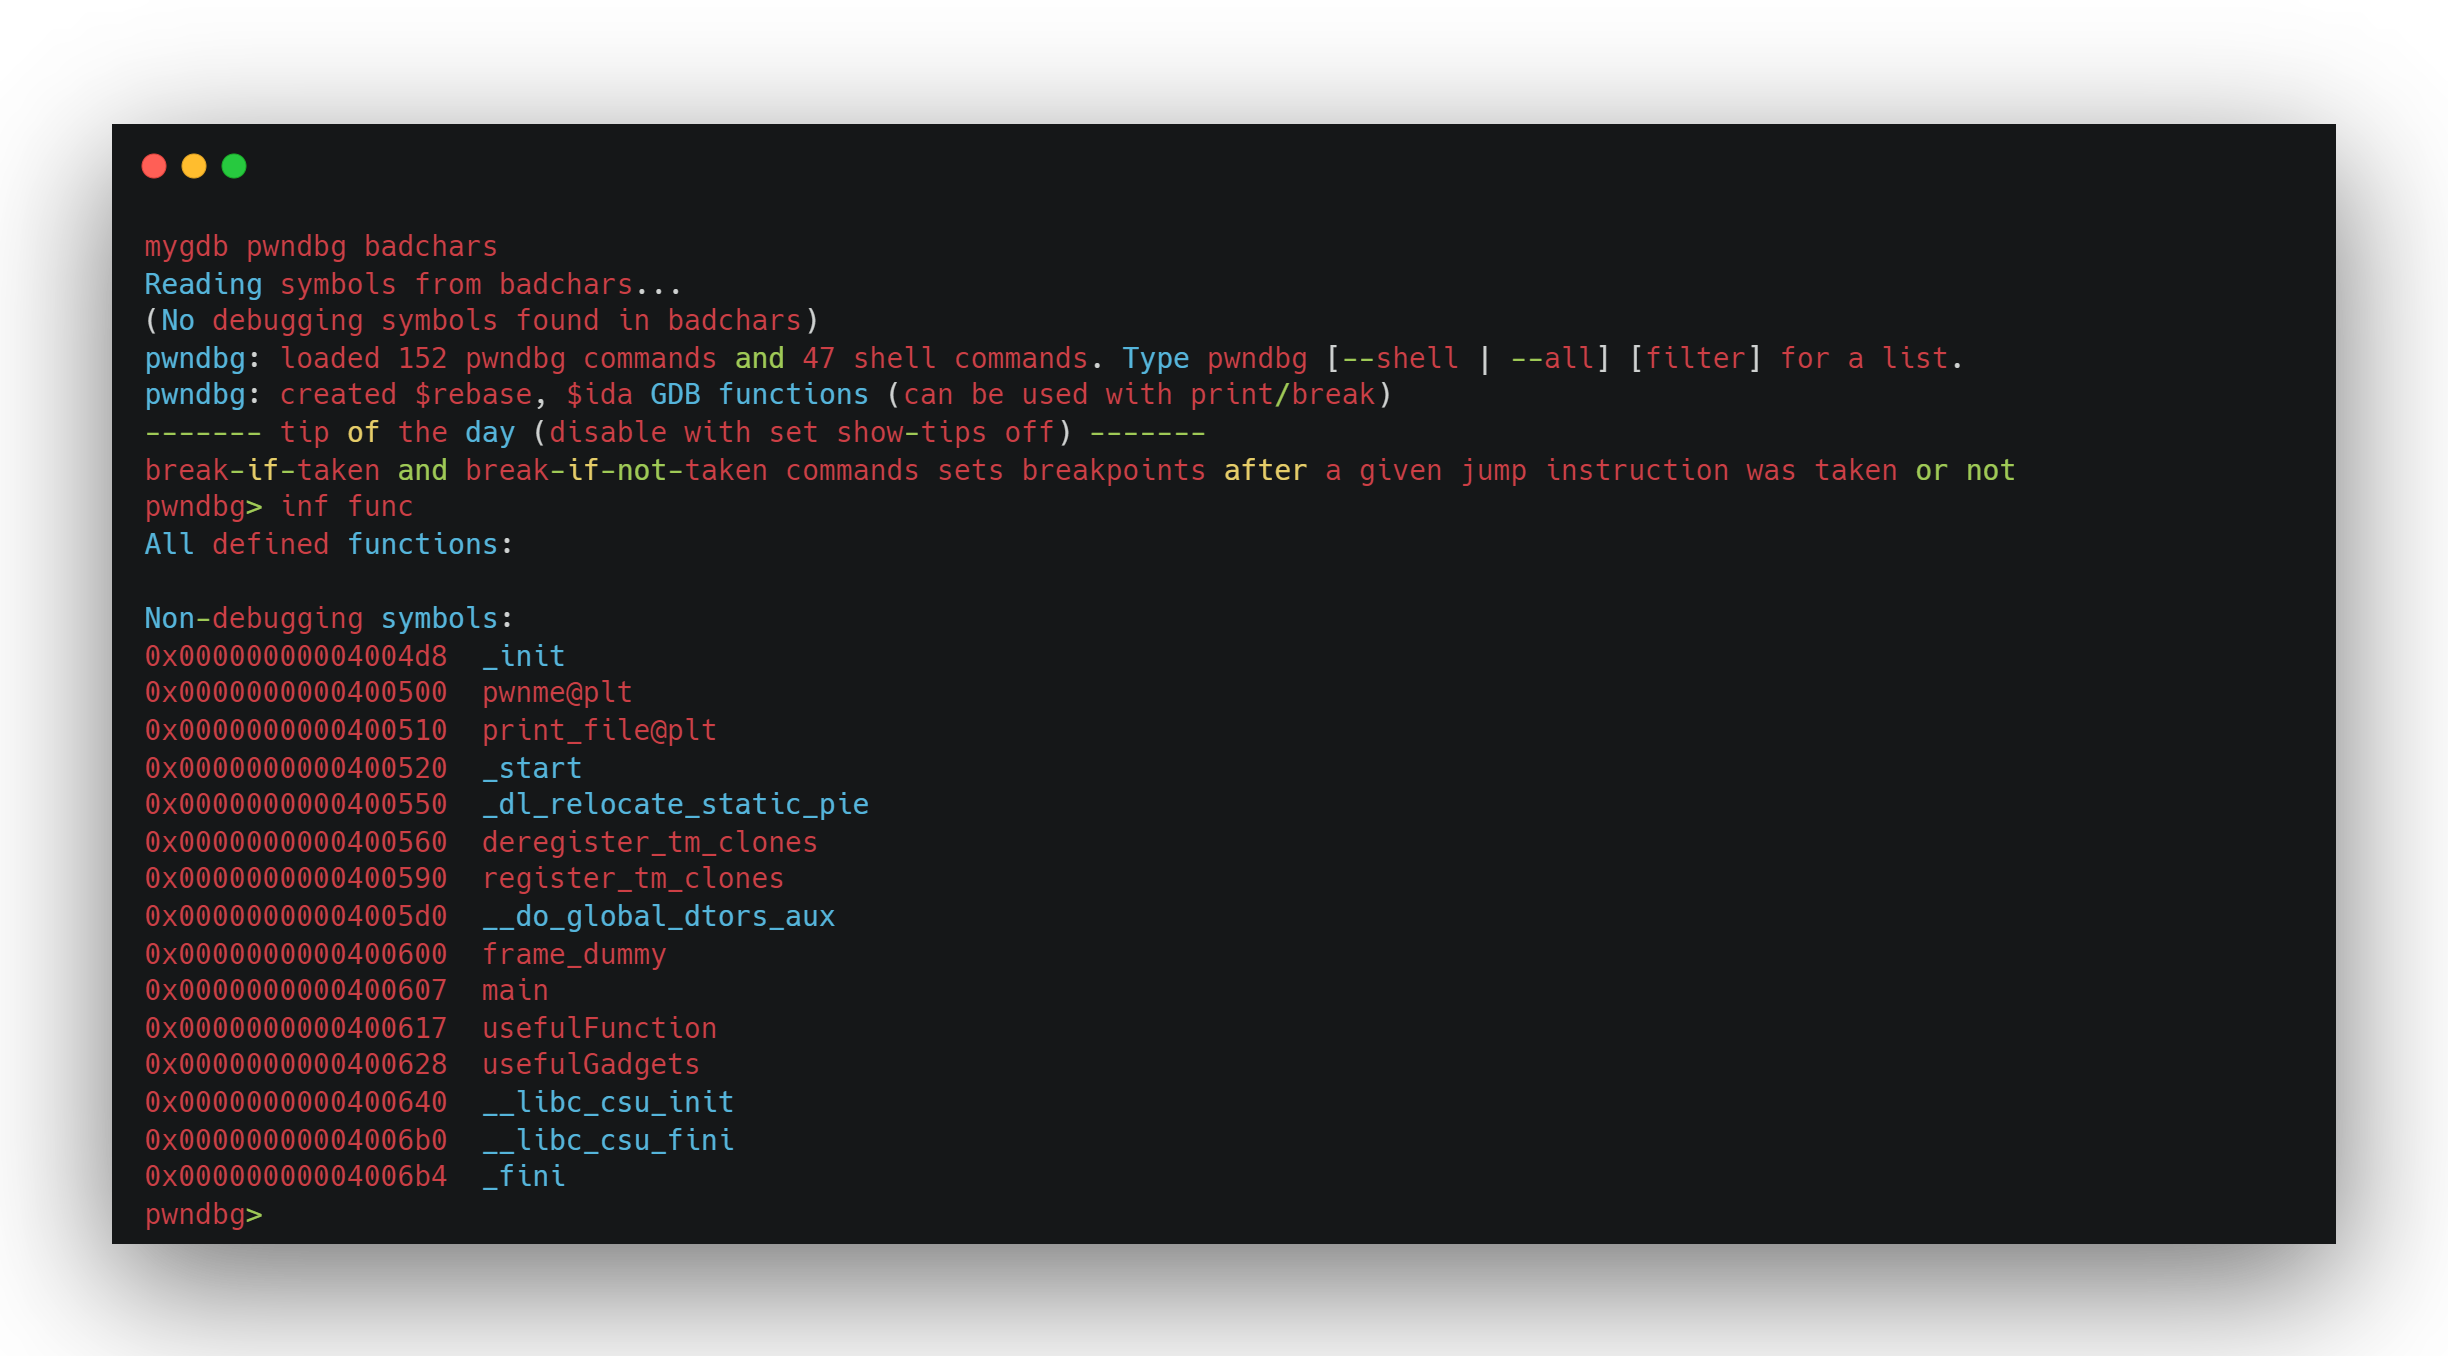 mygdb pwndbg badchars
Reading symbols from badchars...
(No debugging symbols found in badchars)
pwndbg: loaded 152 pwndbg commands and 47 shell commands. Type pwndbg [--shell | --all] [filter] for a list.
pwndbg: created $rebase, $ida GDB functions (can be used with print/break)
------- tip of the day (disable with set show-tips off) -------
break-if-taken and break-if-not-taken commands sets breakpoints after a given jump instruction was taken or not
pwndbg> inf func
All defined functions:

Non-debugging symbols:
0x00000000004004d8  _init
0x0000000000400500  pwnme@plt
0x0000000000400510  print_file@plt
0x0000000000400520  _start
0x0000000000400550  _dl_relocate_static_pie
0x0000000000400560  deregister_tm_clones
0x0000000000400590  register_tm_clones
0x00000000004005d0  __do_global_dtors_aux
0x0000000000400600  frame_dummy
0x0000000000400607  main
0x0000000000400617  usefulFunction
0x0000000000400628  usefulGadgets
0x0000000000400640  __libc_csu_init
0x00000000004006b0  __libc_csu_fini
0x00000000004006b4  _fini
pwndbg>